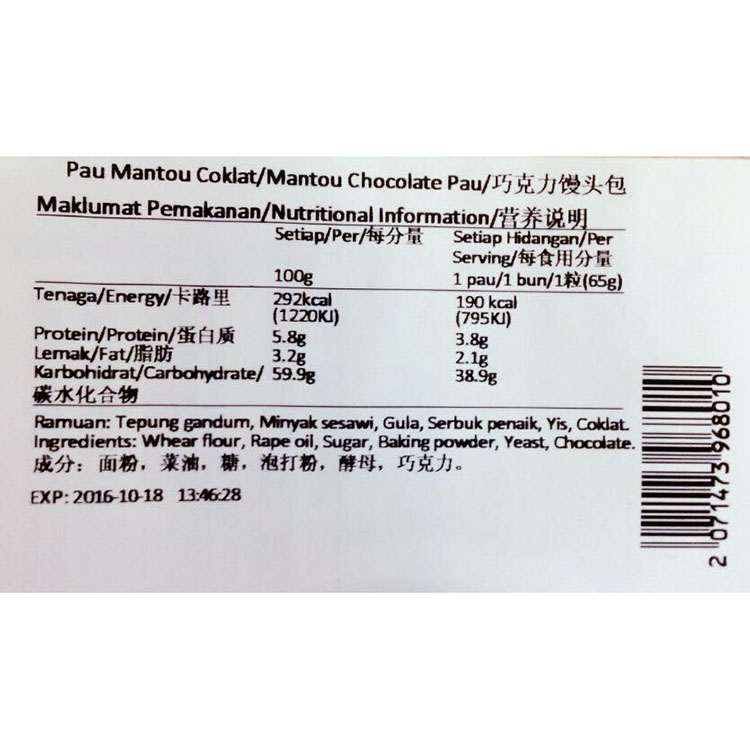 Pau Mantou Coklat/Mantou Chocolate Pau/巧克力馒头包
Maklumat Pemakanan/Nutritional Information/营养说明
Setiap/Per/每分量 Setiap Hidangan/Per
Serving/每食用分量
100g 1 pau/1 bun/1粒(65g)
Tenaga/Energy/卡路里 292kcal 190 kcal
(1220KJ) (795KJ)
Protein/Protein/蛋白质 5.8g 3.8g
Lemak/Fat/脂肪 3.2g 2.1g
Karbohidrat/Carbohydrate/ 59.9g 38.9g
碳水化合物
Ramuan: Tepung gandum, Minyak sesawi, Gula, Serbuk penaik, Yis, Coklat.
Ingredients: Whear flour, Rape oil, Sugar, Baking powder, Yeast, Chocolate.
成分：面粉，菜油，糖，泡打粉，酵母，巧克力。
EXP: 2016-10-18 13:46:28
2 071473 968010